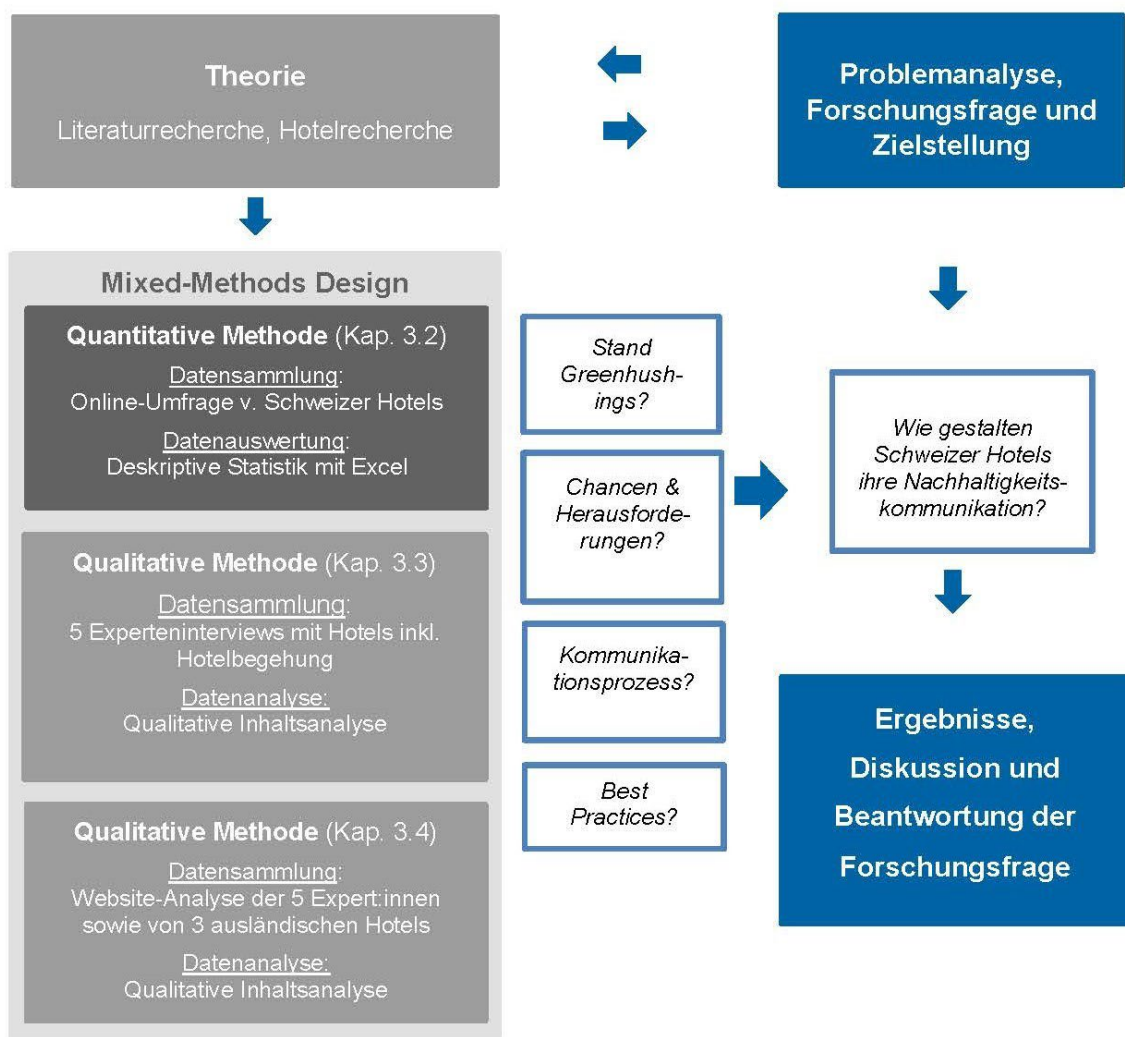 Theorie
Literaturrecherche, Hotelrecherche
Problemanalyse,
Forschungsfrage und
Zielstellung
Mixed-Methods Design
Quantitative Methode (Kap. 3.2)
Datensammlung:
Online-Umfrage v. Schweizer Hotels
Datenauswertung:
Deskriptive Statistik mit Excel
Qualitative Methode (Kap. 3.3)
Datensammlung:
5 Experteninterviews mit Hotels inkl.
Hotelbegehung
Datenanalyse:
Qualitative Inhaltsanalyse
Qualitative Methode (Kap. 3.4)
Datensammlung:
Website-Analyse der 5 Expert:innen
sowie von 3 ausländischen Hotels
Datenanalyse:
Qualitative Inhaltsanalyse
Stand
Greenhush-
ings?
Chancen &
Herausforde-
rungen?
Kommunika-
tionsprozess?
Best
Practices?
Wie gestalten
Schweizer Hotels
ihre Nachhaltigkeits-
kommunikation?
Ergebnisse,
Diskussion und
Beantwortung der
Forschungsfrage